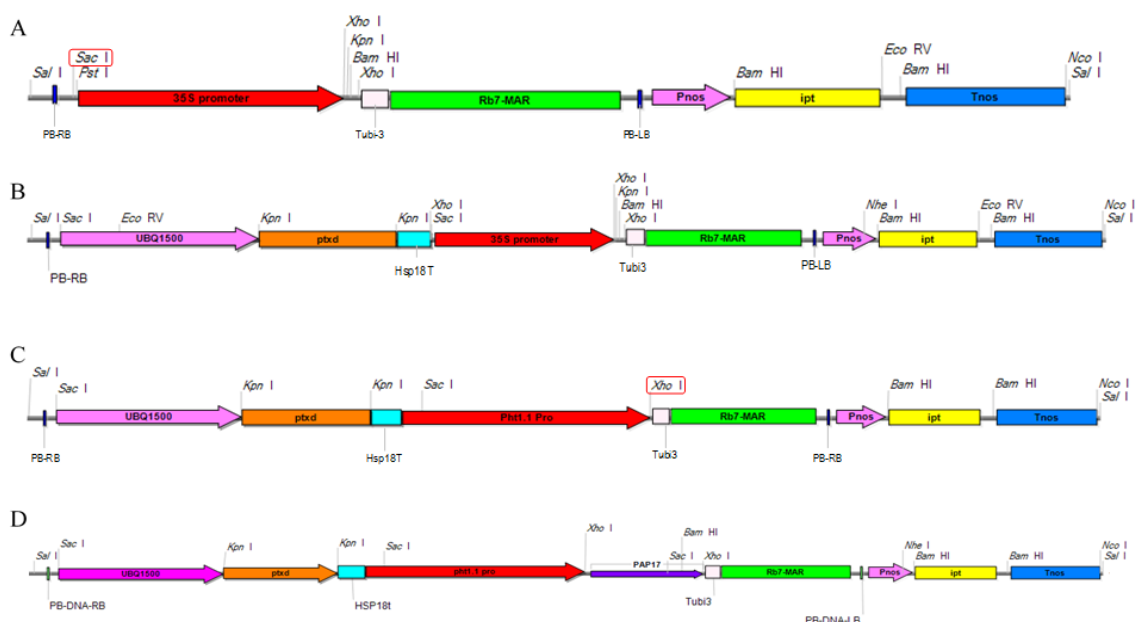 A
Xho I
Kpn I
Bam HI
Xho I
Sac I
Sal I
Pst I
Bam HI
Eco RV
Bam HI
Nco I
Sal I
35S promoter
Rb7-MAR
Pnos
ipt
Tnos
PB-RB
Tubi-3
PB-LB
B
Xho I
Kpn I
Bam HI
Xho I
Sal I
Sac I
Eco RV
Kpn I
Kpn I
Xho I
Sac I
Nhe I
Bam HI
Eco RV
Bam HI
Nco I
Sal I
UBQ1500
ptxd
35S promoter
Rb7-MAR
Pnos
ipt
Tnos
PB-RB
Hsp18T
Tubi3
PB-LB
C
Sal I
Sac I
Kpn I
Kpn I
Sac I
Xho I
Bam HI
Bam HI
Nco I
Sal I
UBQ1500
ptxd
Pht1.1 Pro
Rb7-MAR
Pnos
ipt
Tnos
PB-RB
Hsp18T
Tubi3
PB-RB
D
Sal I
Sac I
Kpn I
Kpn I
Sac I
Xho I
Bam HI
Sac I
Xho I
Nhe I
Bam HI
Bam HI
Nco I
Sal I
PAP17
UBQ1500
ptxd
pht1.1 pro
Rb7-MAR
Pnos
ipt
Tnos
PB-DNA-RB
HSP18t
Tubi3
PB-DNA-LB